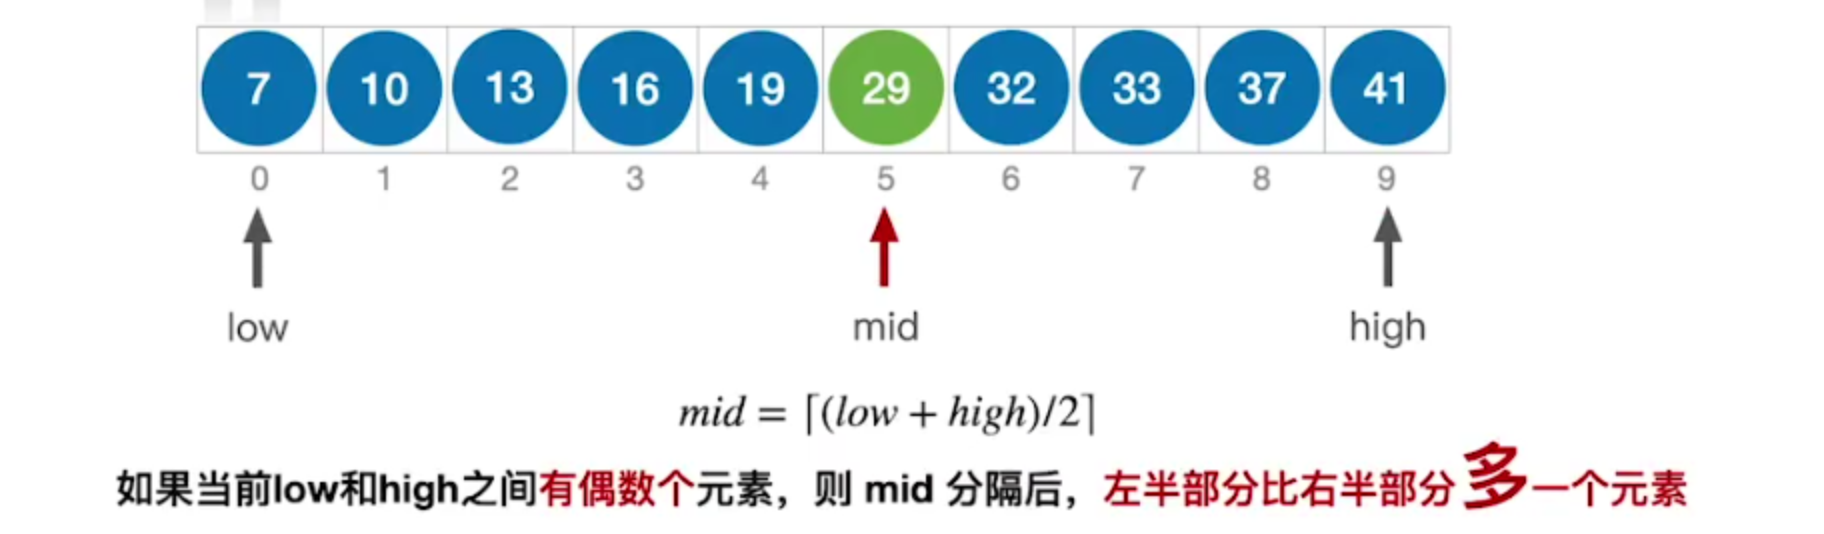 7 10 13 16 19 29 32 33 37 41
0 1 2 3 4 5 6 7 8 9
low mid high
mid = ⌈(low + high)/2⌉
如果当前low和high之间有偶数个元素，则 mid 分隔后，左半部分比右半部分多一个元素